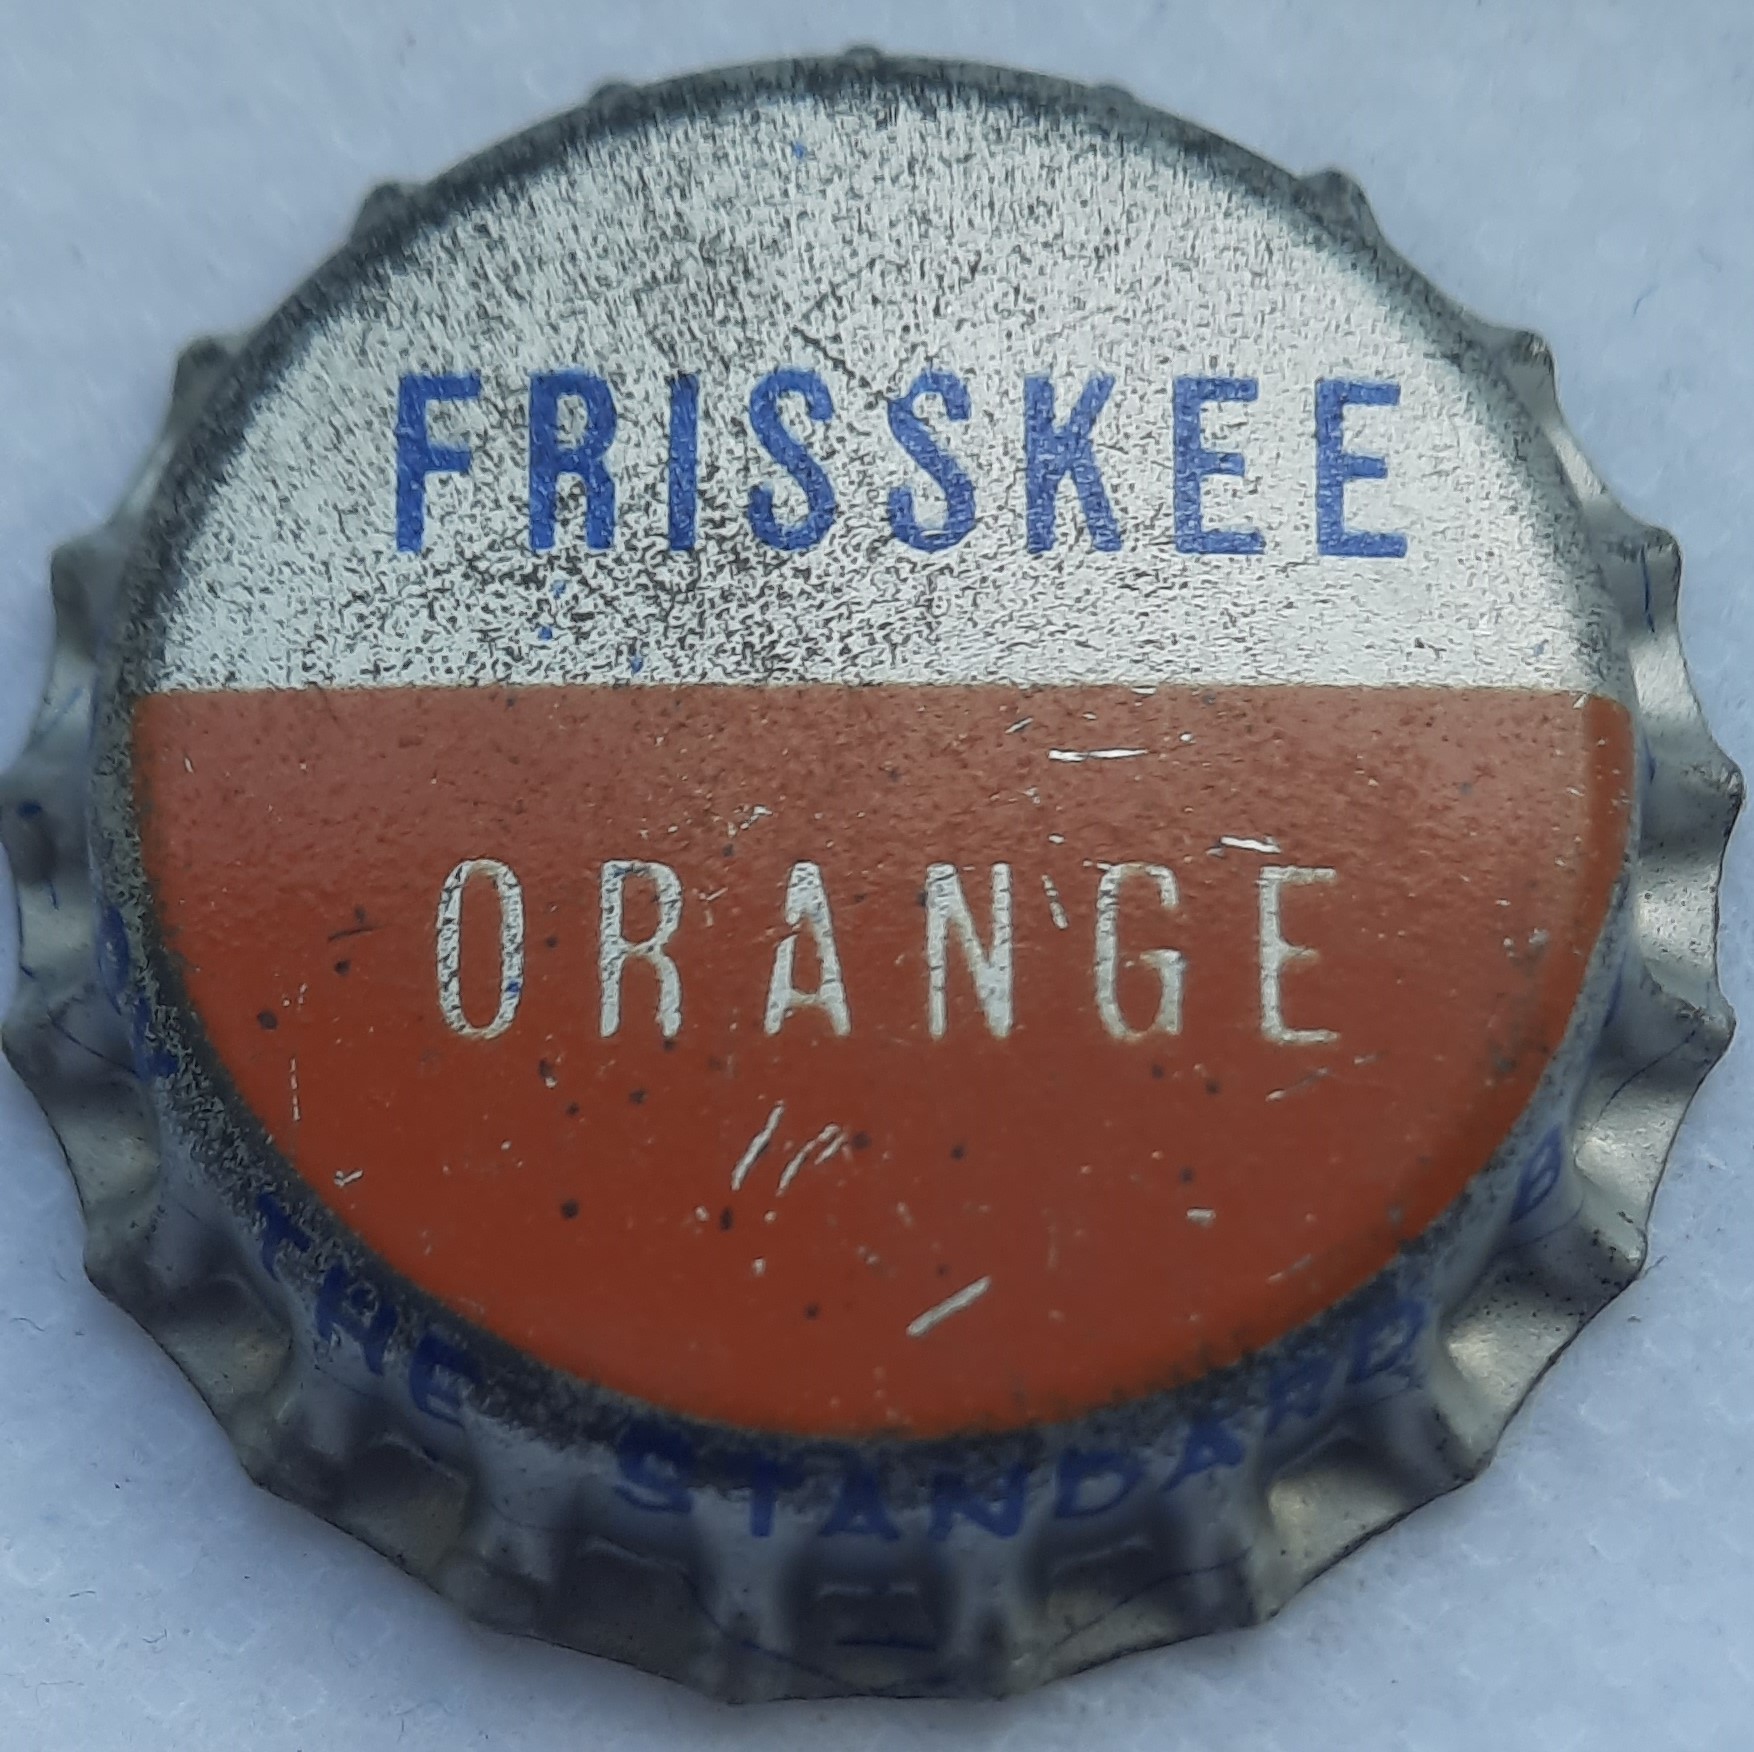 FRISSKEE
ORANGE
THE STANDARD B